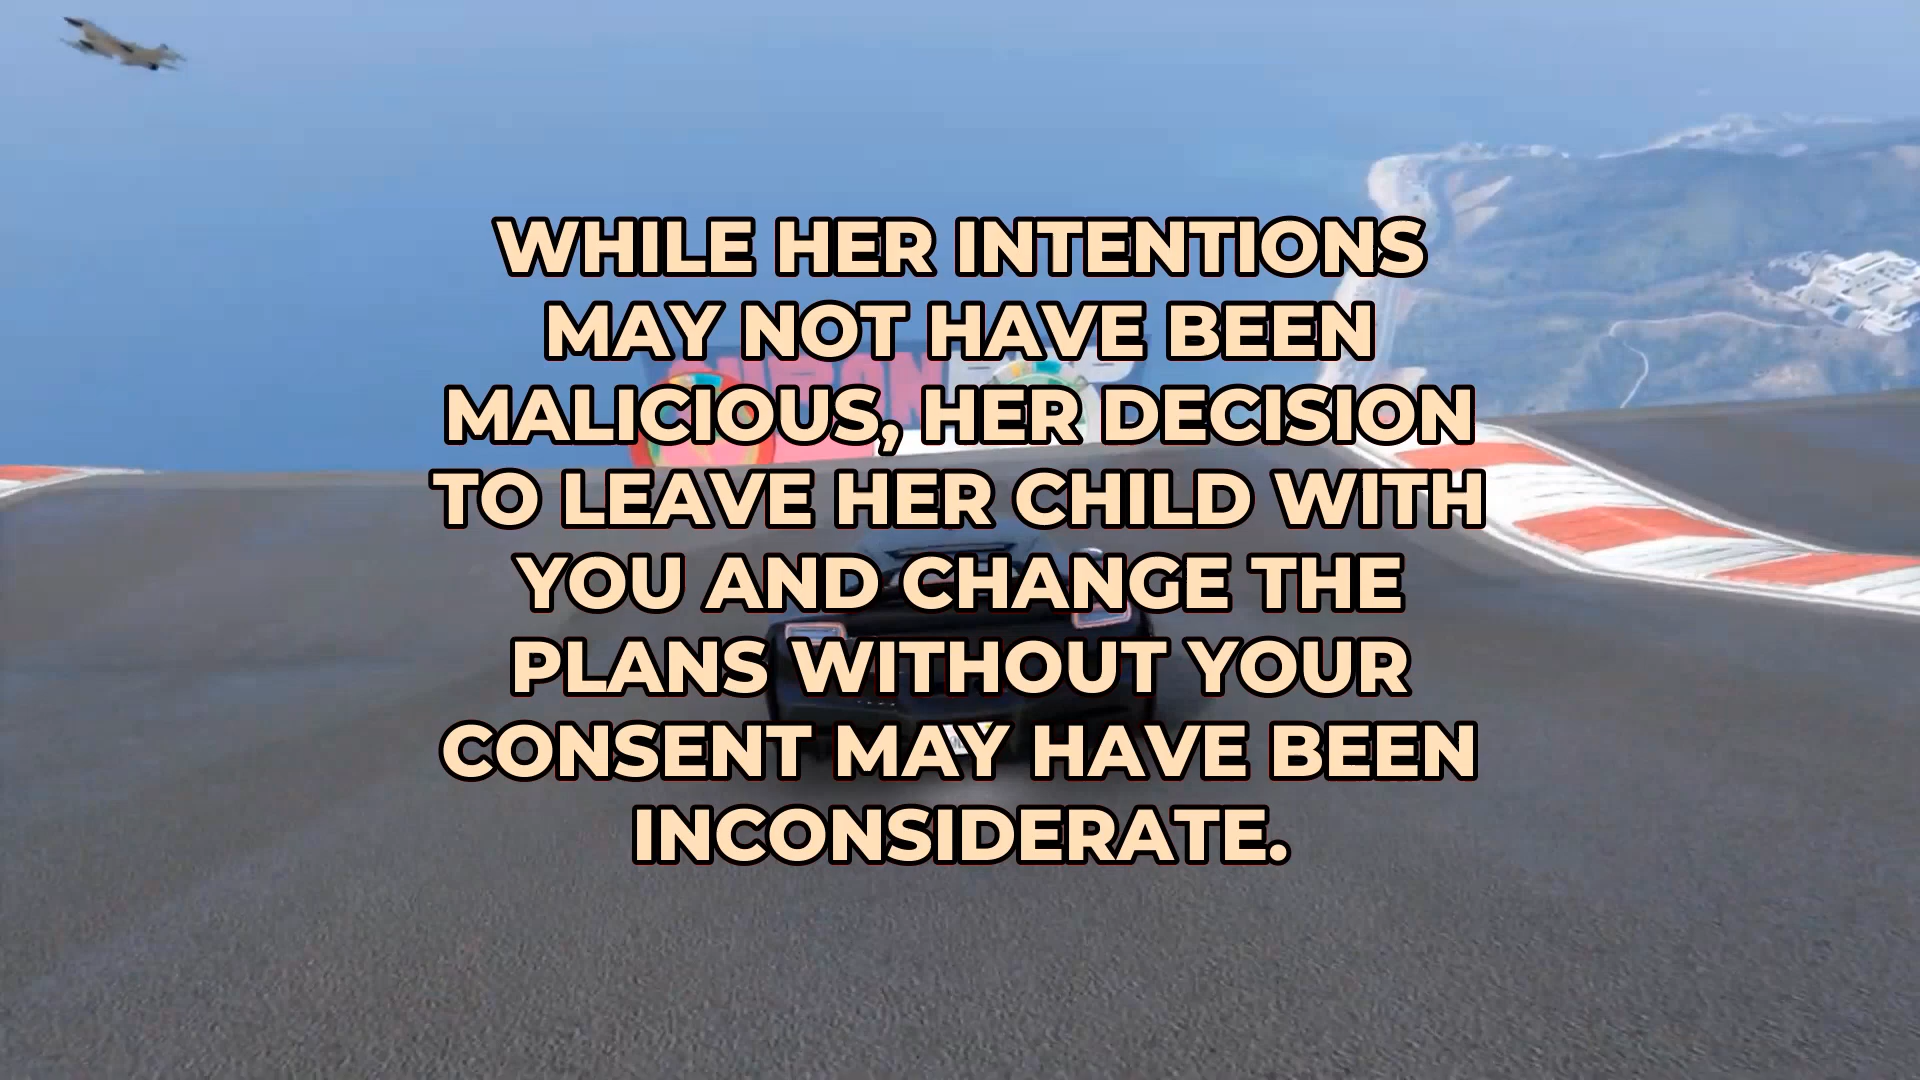 WHILE HER INTENTIONS
MAY NOT HAVE BEEN
MALICIOUS, HER DECISION
TO LEAVE HER CHILD WITH
YOU AND CHANGE THE
PLANS WITHOUT YOUR
CONSENT MAY HAVE BEEN
INCONSIDERATE.